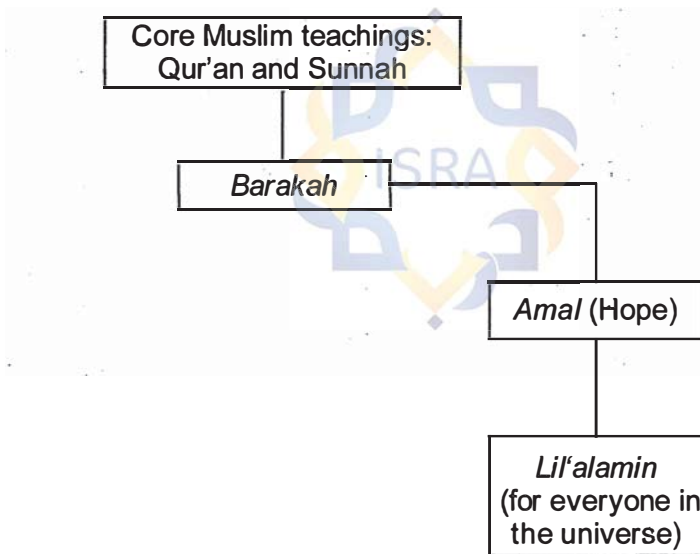 Core Muslim teachings:
Qur'an and Sunnah
ISRA
Barakah
Amal (Hope)
Lil‘alamin
(for everyone in
the universe)